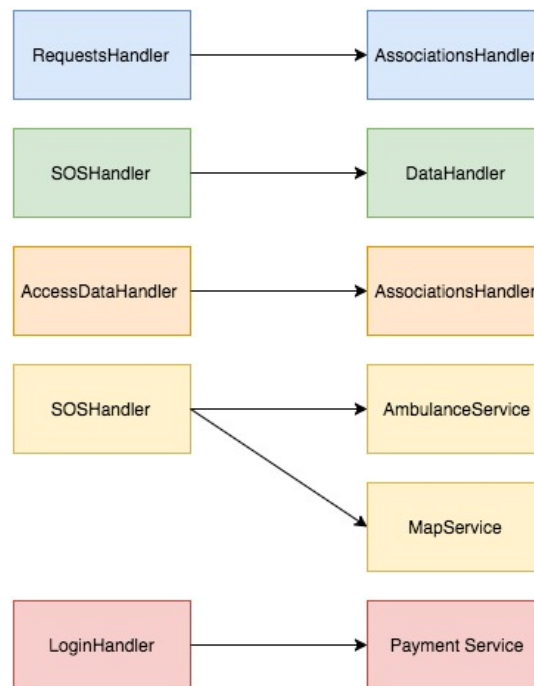 RequestsHandler
AssociationsHandler
SOSHandler
DataHandler
AccessDataHandler
AssociationsHandler
SOSHandler
AmbulanceService
MapService
LoginHandler
Payment Service